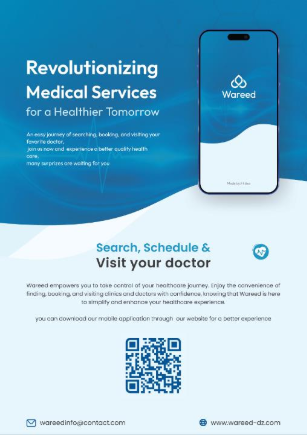 Revolutionizing
Medical Services
for a Healthier Tomorrow
An easy journey of searching, booking, and visiting your
favorite doctor.
Join us now and experience a better quality health
care.
many surprizes are waiting for you
Wareed
Search, Schedule &
Visit your doctor
Wareed empowers you to take control of your healthcare journey. Enjoy the convenience of
finding, booking, and visiting clinics and doctors with confidence, knowing that Wareed is here
to simplify and enhance your healthcare experience.
you can download our mobile application through our website for a better experience
wareedinfo@contact.com
www.wareed-dz.com